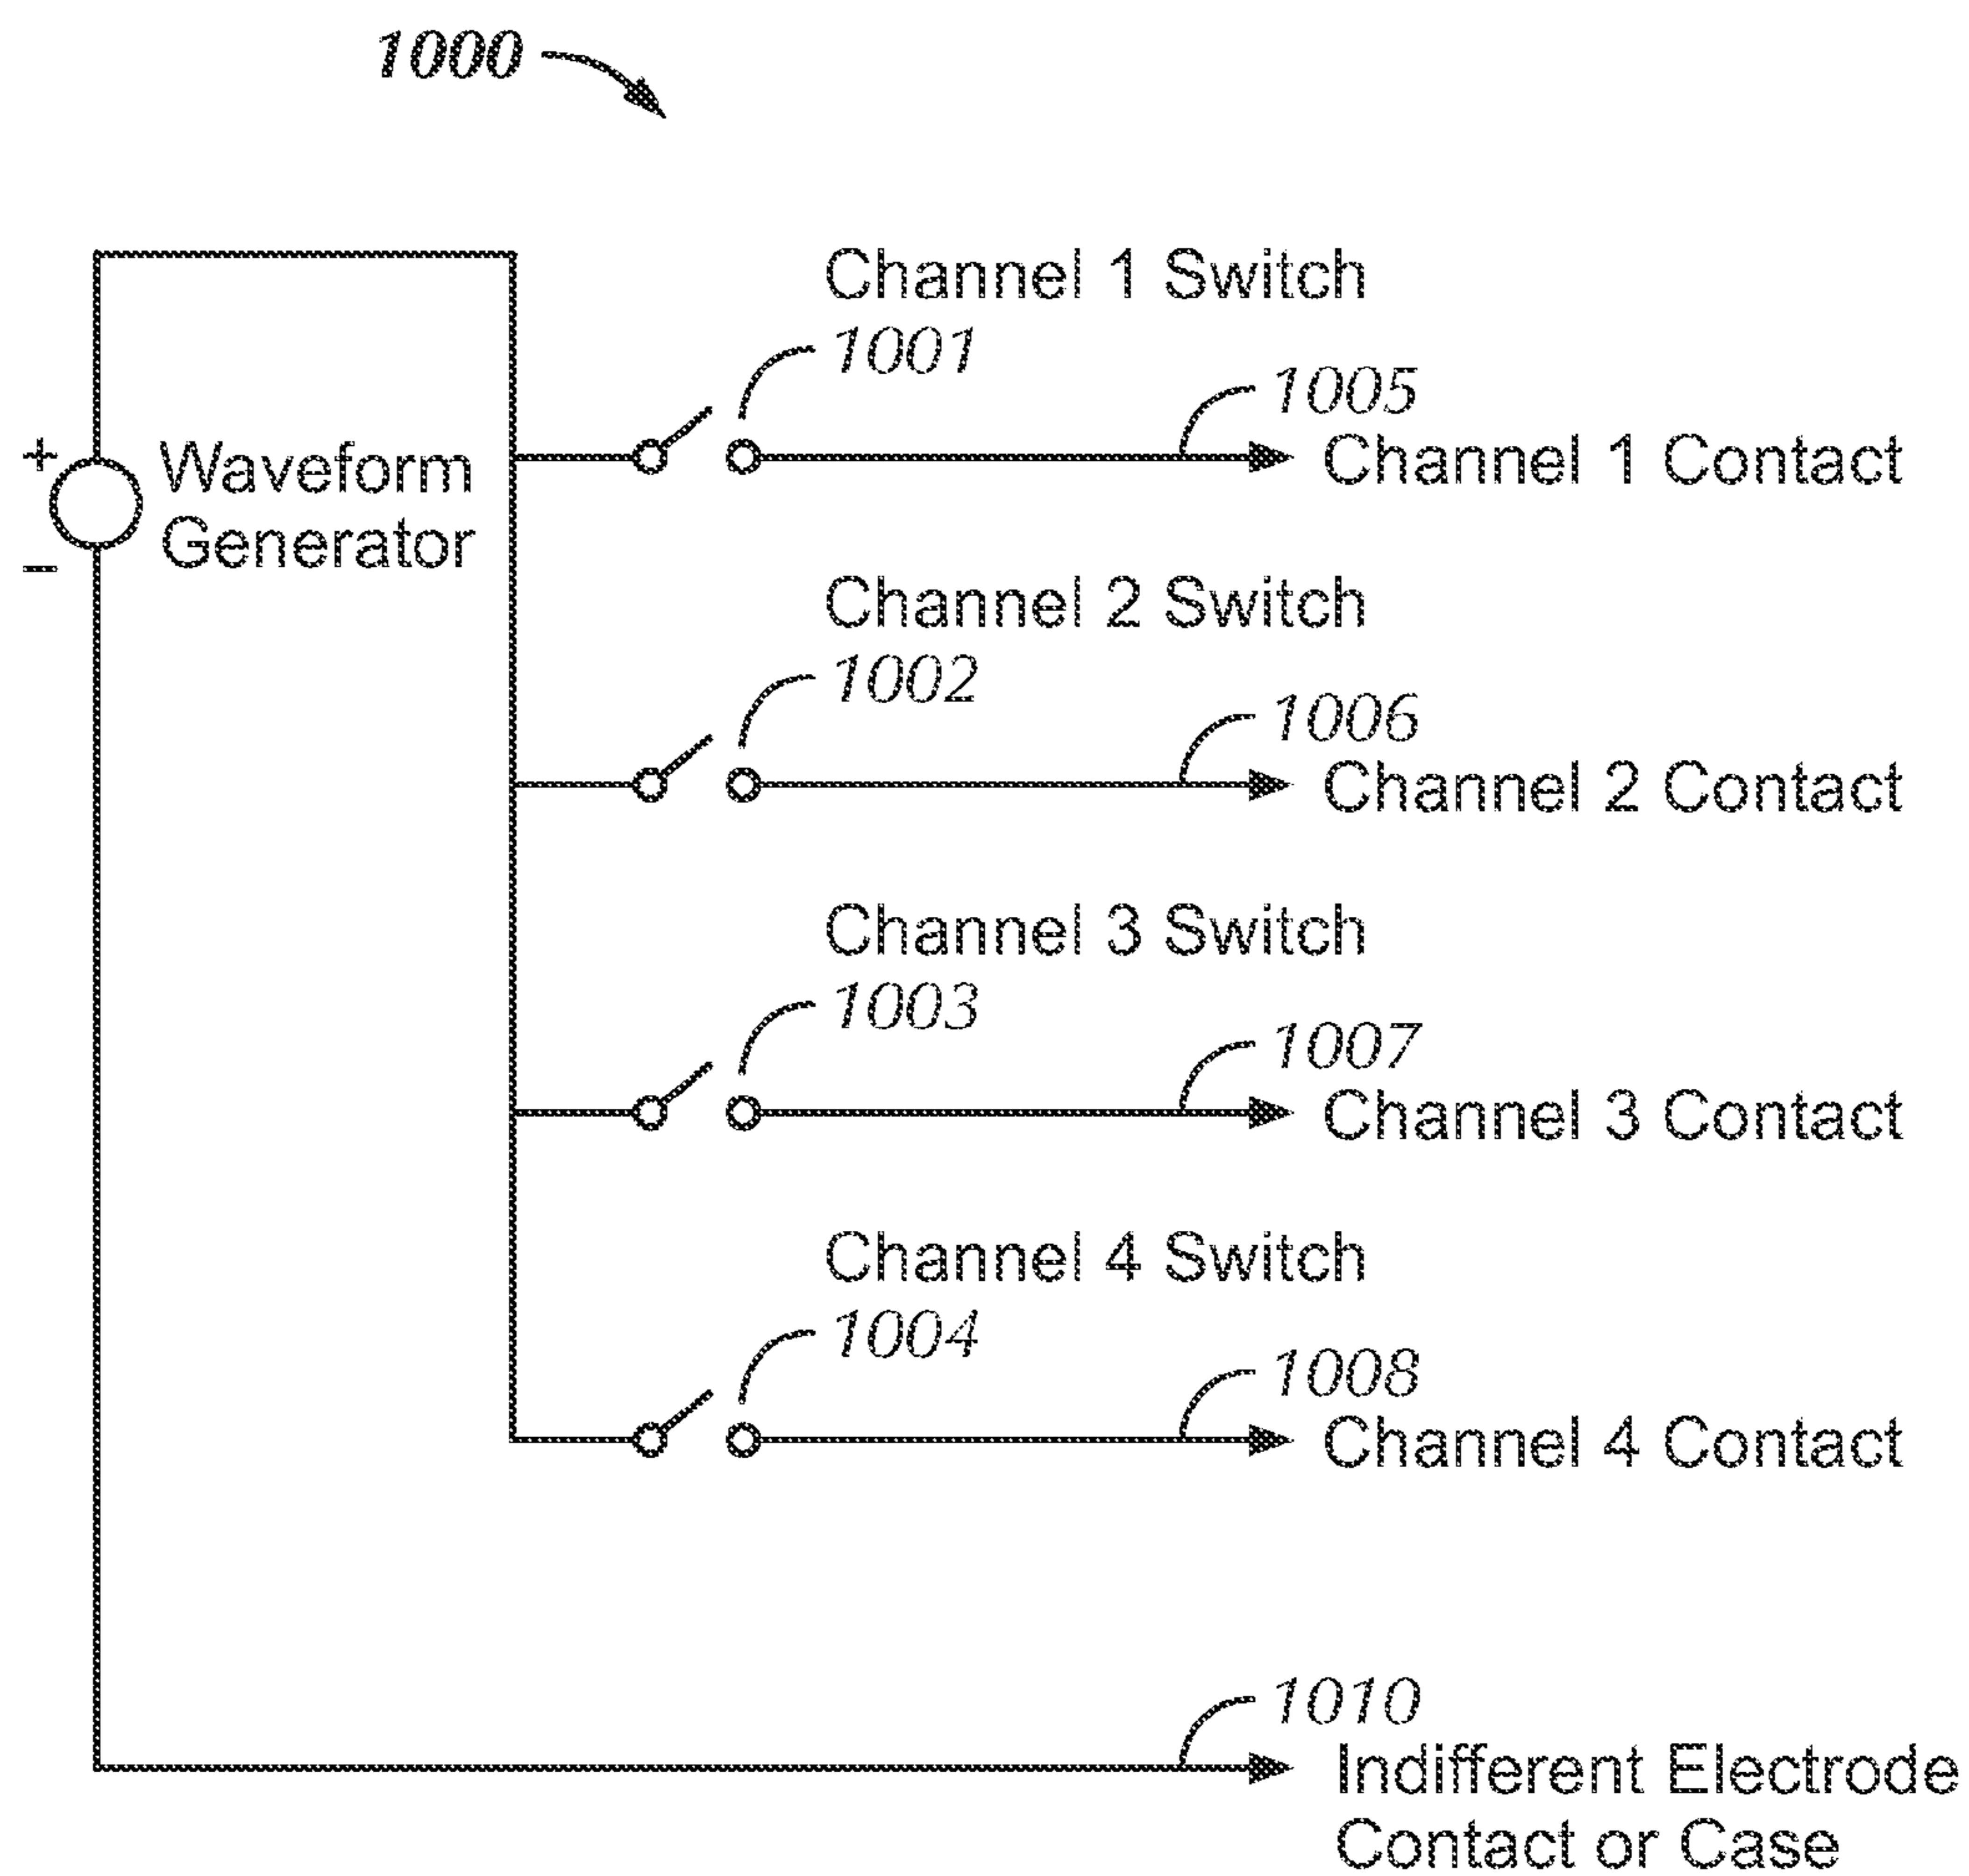 1000
Channel 1 Switch
1001
1005
Channel 1 Contact
+
Waveform
Generator
−
Channel 2 Switch
1002
1006
Channel 2 Contact
Channel 3 Switch
1003
1007
Channel 3 Contact
Channel 4 Switch
1004
1008
Channel 4 Contact
1010
Indifferent Electrode
Contact or Case